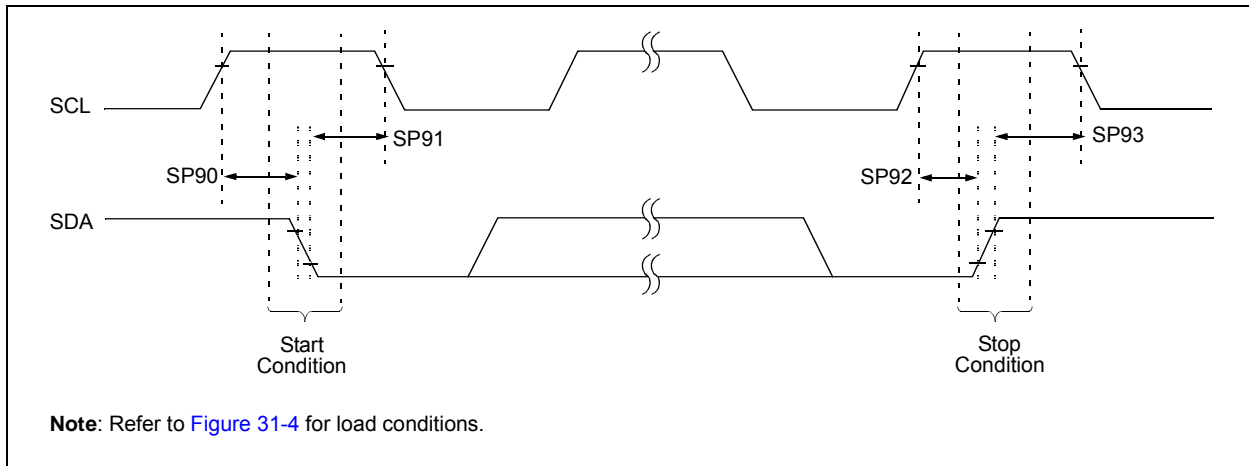 SCL
SP91
SP93
SP90
SP92
SDA
Start
Condition
Stop
Condition
Note: Refer to Figure 31-4 for load conditions.